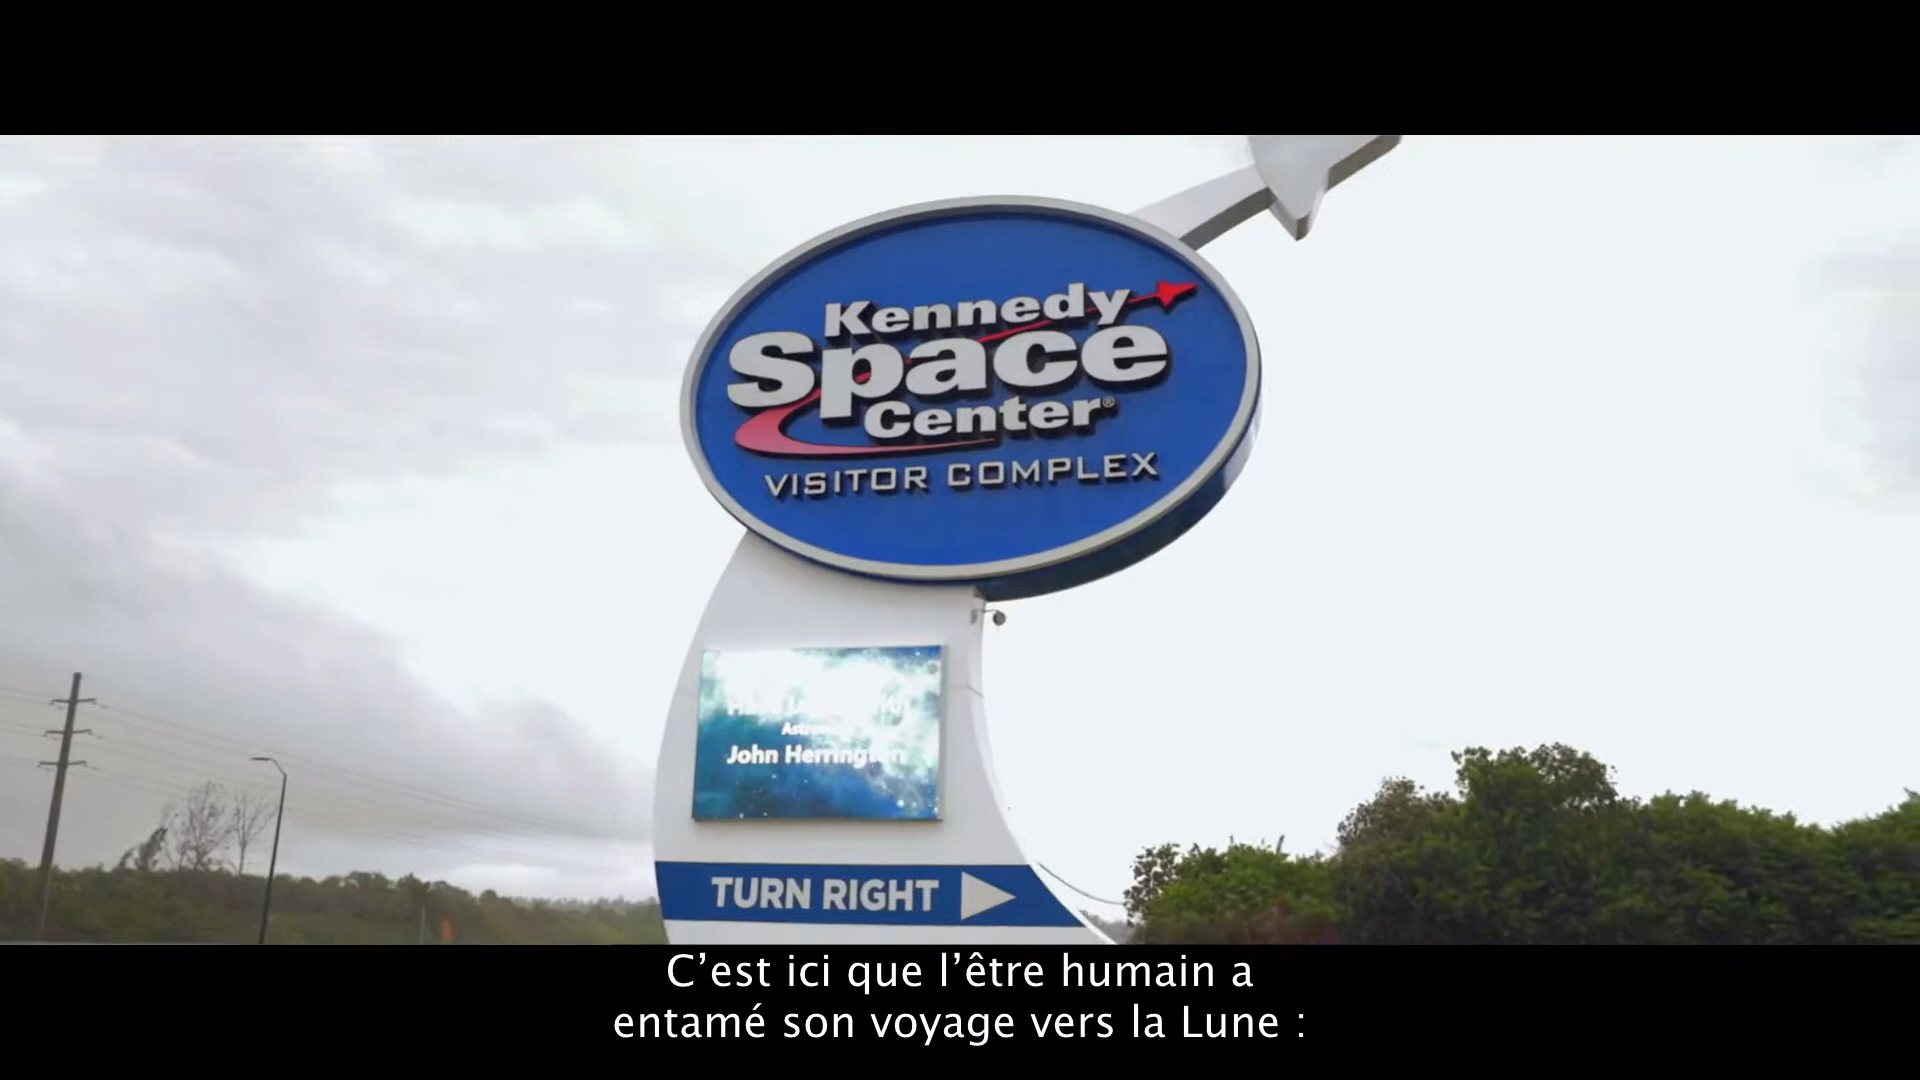 Kennedy
Space
Center®
VISITOR COMPLEX
John Herrington
TURN RIGHT
C’est ici que l’être humain a
entamé son voyage vers la Lune :